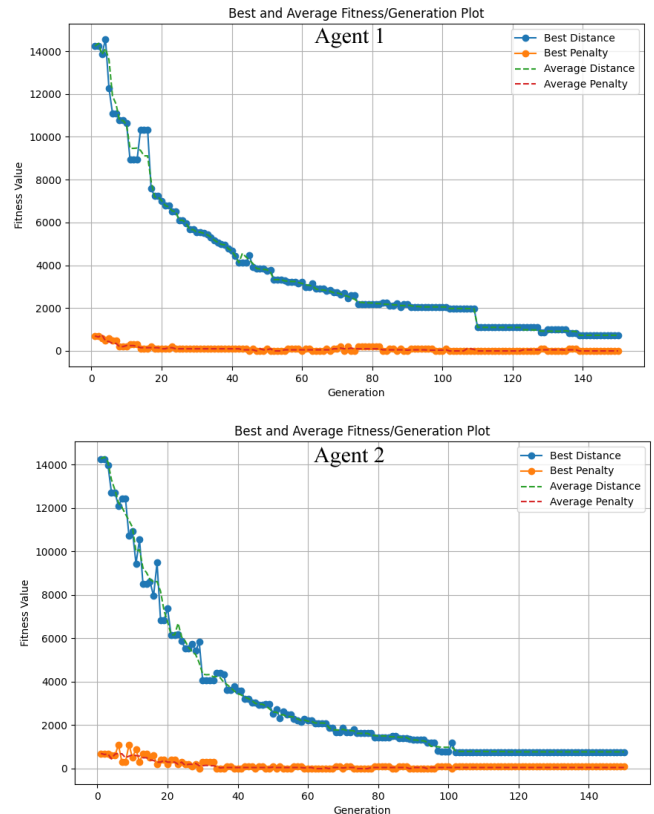 Best and Average Fitness/Generation Plot
Agent 1
Best Distance
Best Penalty
Average Distance
Average Penalty
14000
12000
10000
8000
6000
4000
2000
0
Fitness Value
0 20 40 60 80 100 120 140
Generation
Best and Average Fitness/Generation Plot
Agent 2
Best Distance
Best Penalty
Average Distance
Average Penalty
14000
12000
10000
8000
6000
4000
2000
0
Fitness Value
0 20 40 60 80 100 120 140
Generation